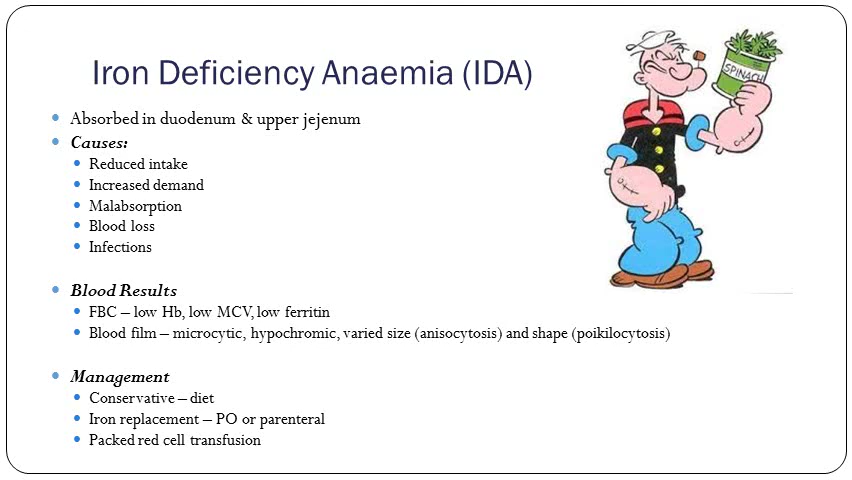 Iron Deficiency Anaemia (IDA)
SPINACH
Absorbed in duodenum & upper jejenum
Causes:
Reduced intake
Increased demand
Malabsorption
Blood loss
Infections
Blood Results
FBC – low Hb, low MCV, low ferritin
Blood film – microcytic, hypochromic, varied size (anisocytosis) and shape (poikilocytosis)
Management
Conservative – diet
Iron replacement – PO or parenteral
Packed red cell transfusion